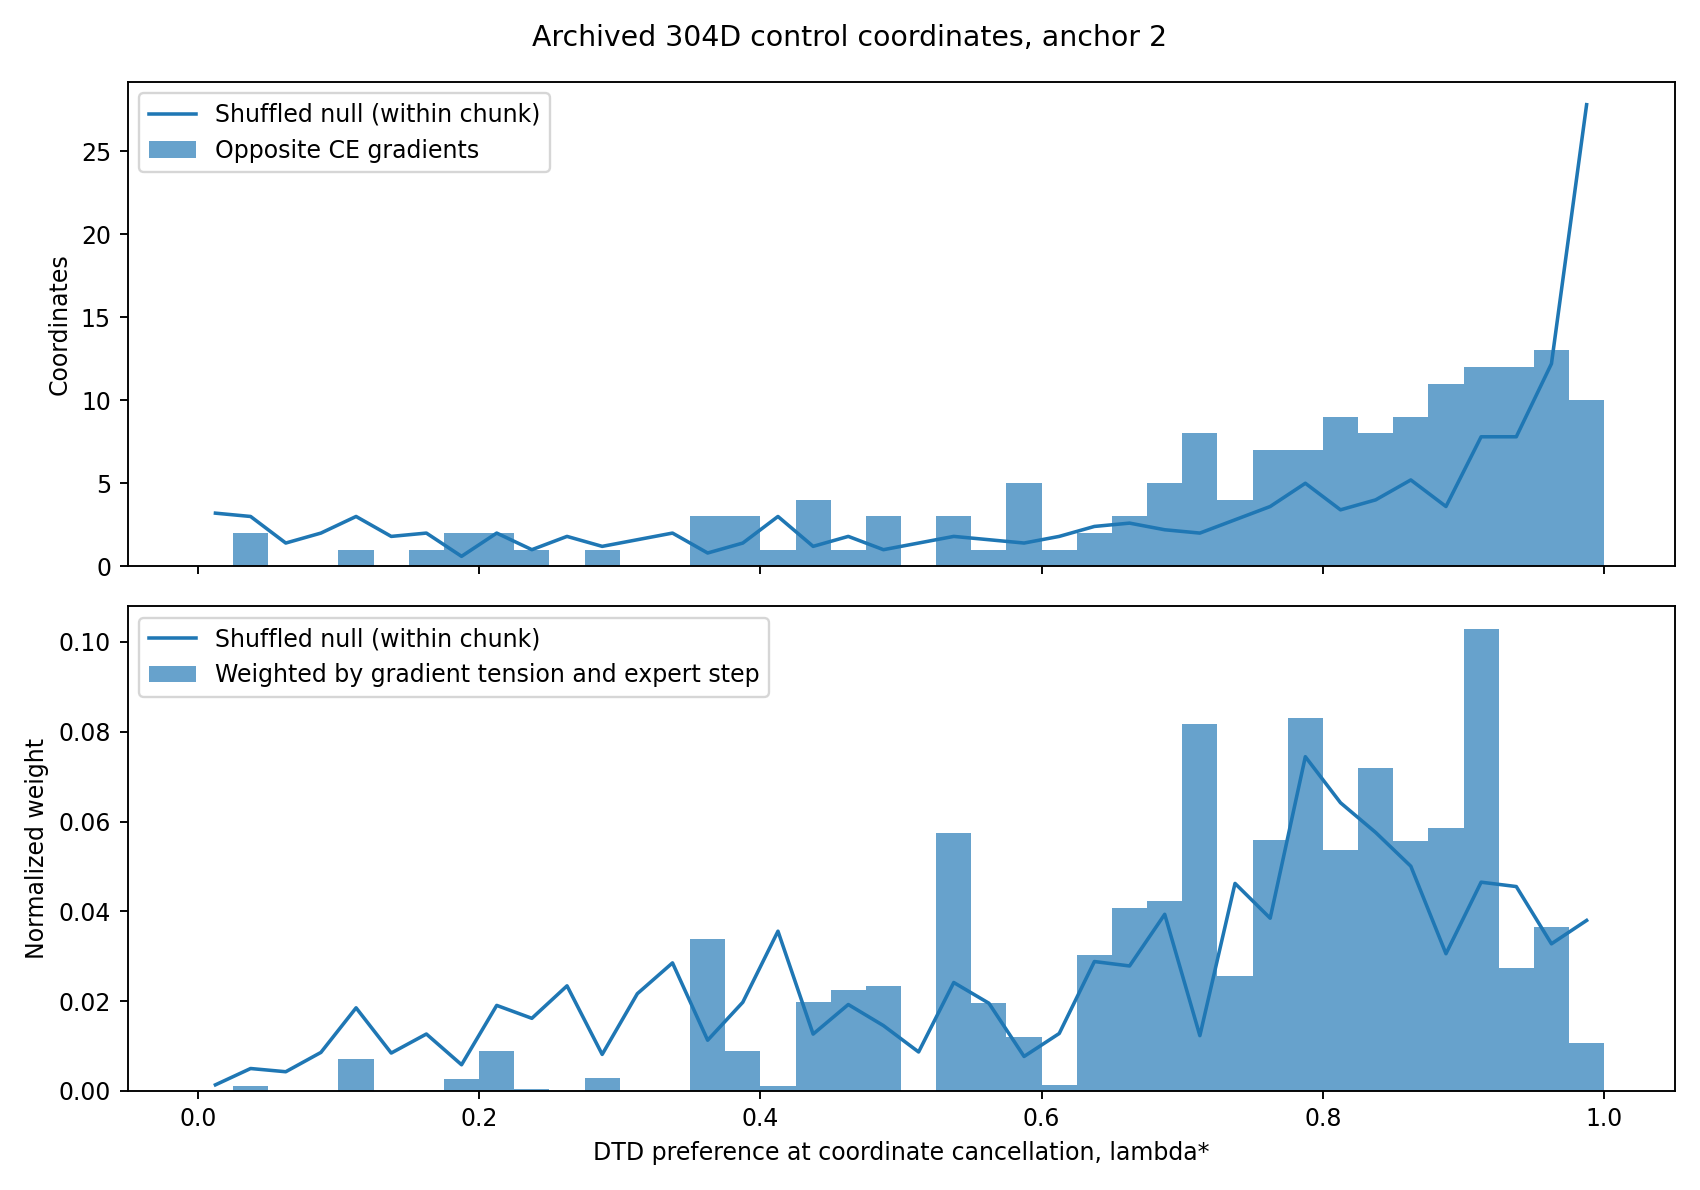 Archived 304D control coordinates, anchor 2
Shuffled null (within chunk)
Opposite CE gradients
Coordinates
25
20
15
10
5
0
Shuffled null (within chunk)
Weighted by gradient tension and expert step
Normalized weight
0.10
0.08
0.06
0.04
0.02
0.00
0.0 0.2 0.4 0.6 0.8 1.0
DTD preference at coordinate cancellation, lambda*